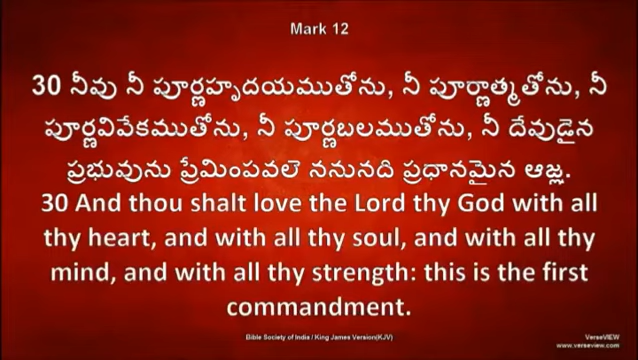 Mark 12
30 నీవు నీ పూర్ణహృదయముతోను, నీ పూర్ణాత్మతోను, నీ
పూర్ణవివేకముతోను, నీ పూర్ణబలముతోను, నీ దేవుడైన
ప్రభువును ప్రేమింపవలె ననునది ప్రధానమైన ఆజ్ఞ.
30 And thou shalt love the Lord thy God with all
thy heart, and with all thy soul, and with all thy
mind, and with all thy strength: this is the first
commandment.
Bible Society of India / King James Version(KJV)
VerseVIEW
www.verseview.com